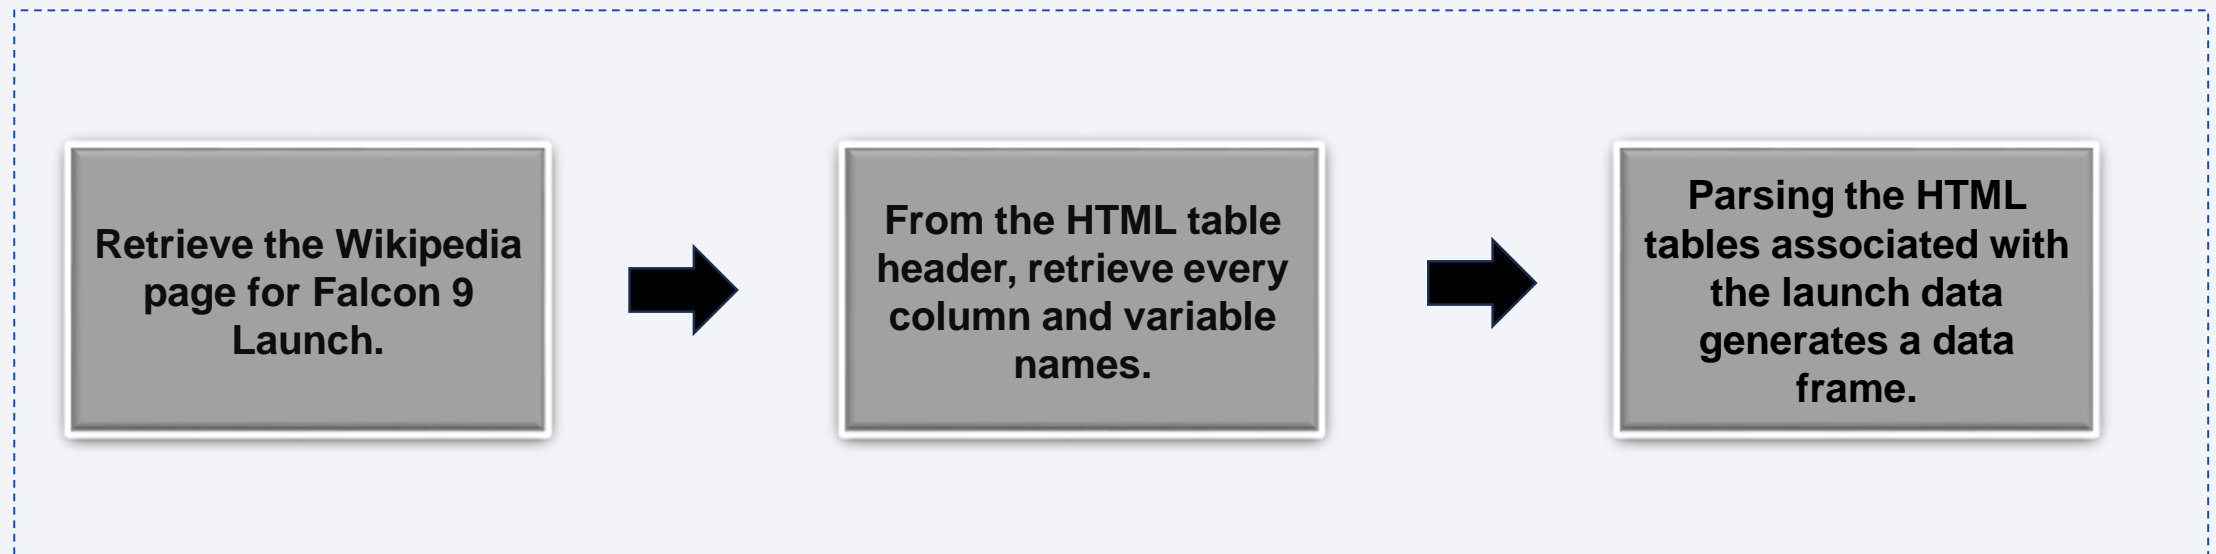 Retrieve the Wikipedia
page for Falcon 9
Launch.
From the HTML table
header, retrieve every
column and variable
names.
Parsing the HTML
tables associated with
the launch data
generates a data
frame.